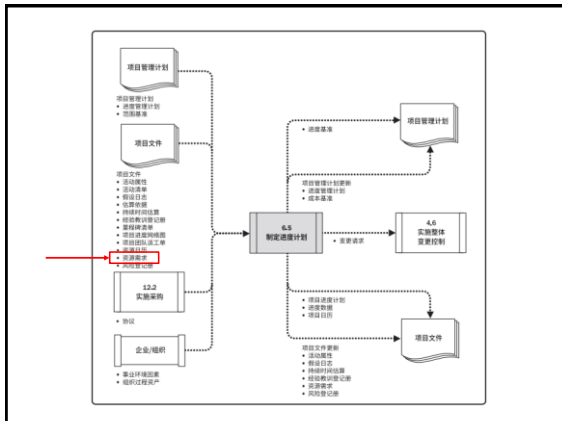 项目管理计划
项目管理计划
• 进度管理计划
• 范围基准
项目文件
项目文件
• 活动属性
• 活动清单
• 假设日志
• 估算依据
• 持续时间估算
• 经验教训登记册
• 里程碑清单
• 项目进度网络图
• 项目团队派工单
• 资源日历
• 资源需求
• 风险登记册
12.2
实施采购
• 协议
企业/组织
• 事业环境因素
• 组织过程资产
6.5
制定进度计划
• 进度基准
项目管理计划更新
• 进度管理计划
• 成本基准
• 变更请求
• 项目进度计划
• 进度数据
• 项目日历
项目文件更新
• 活动属性
• 假设日志
• 持续时间估算
• 经验教训登记册
• 资源需求
• 风险登记册
项目管理计划
4.6
实施整体
变更控制
项目文件